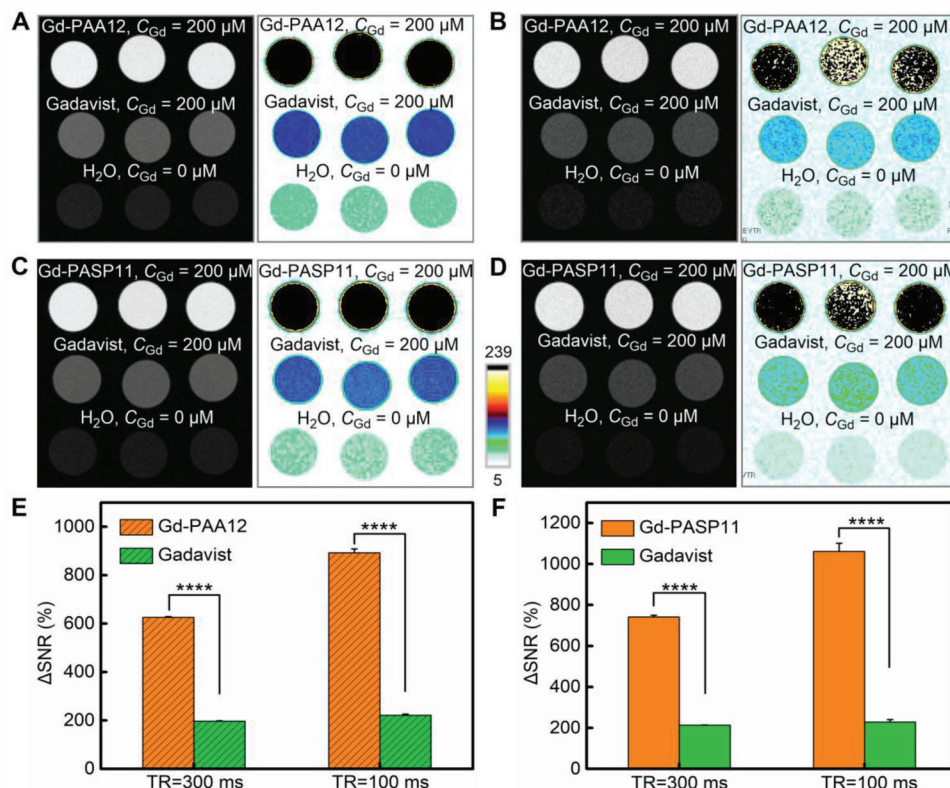 A
Gd-PAA12, CGd = 200 µM
Gd-PAA12, CGd = 200 µM
Gadavist, CGd = 200 µM
Gadavist, CGd = 200 µM
H2O, CGd = 0 µM
H2O, CGd = 0 µM
B
Gd-PAA12, CGd = 200 µM
Gd-PAA12, CGd = 200 µM
Gadavist, CGd = 200 µM
Gadavist, CGd = 200 µM
H2O, CGd = 0 µM
H2O, CGd = 0 µM
C
Gd-PASP11, CGd = 200 µM
Gd-PASP11, CGd = 200 µM
Gadavist, CGd = 200 µM
Gadavist, CGd = 200 µM
H2O, CGd = 0 µM
H2O, CGd = 0 µM
239
5
D
Gd-PASP11, CGd = 200 µM
Gd-PASP11, CGd = 200 µM
Gadavist, CGd = 200 µM
Gadavist, CGd = 200 µM
H2O, CGd = 0 µM
H2O, CGd = 0 µM
E
ΔSNR (%)
1000
800
600
400
200
0
Gd-PAA12
Gadavist
****
****
TR=300 ms
TR=100 ms
F
ΔSNR (%)
1200
1000
800
600
400
200
0
Gd-PASP11
Gadavist
****
****
TR=300 ms
TR=100 ms